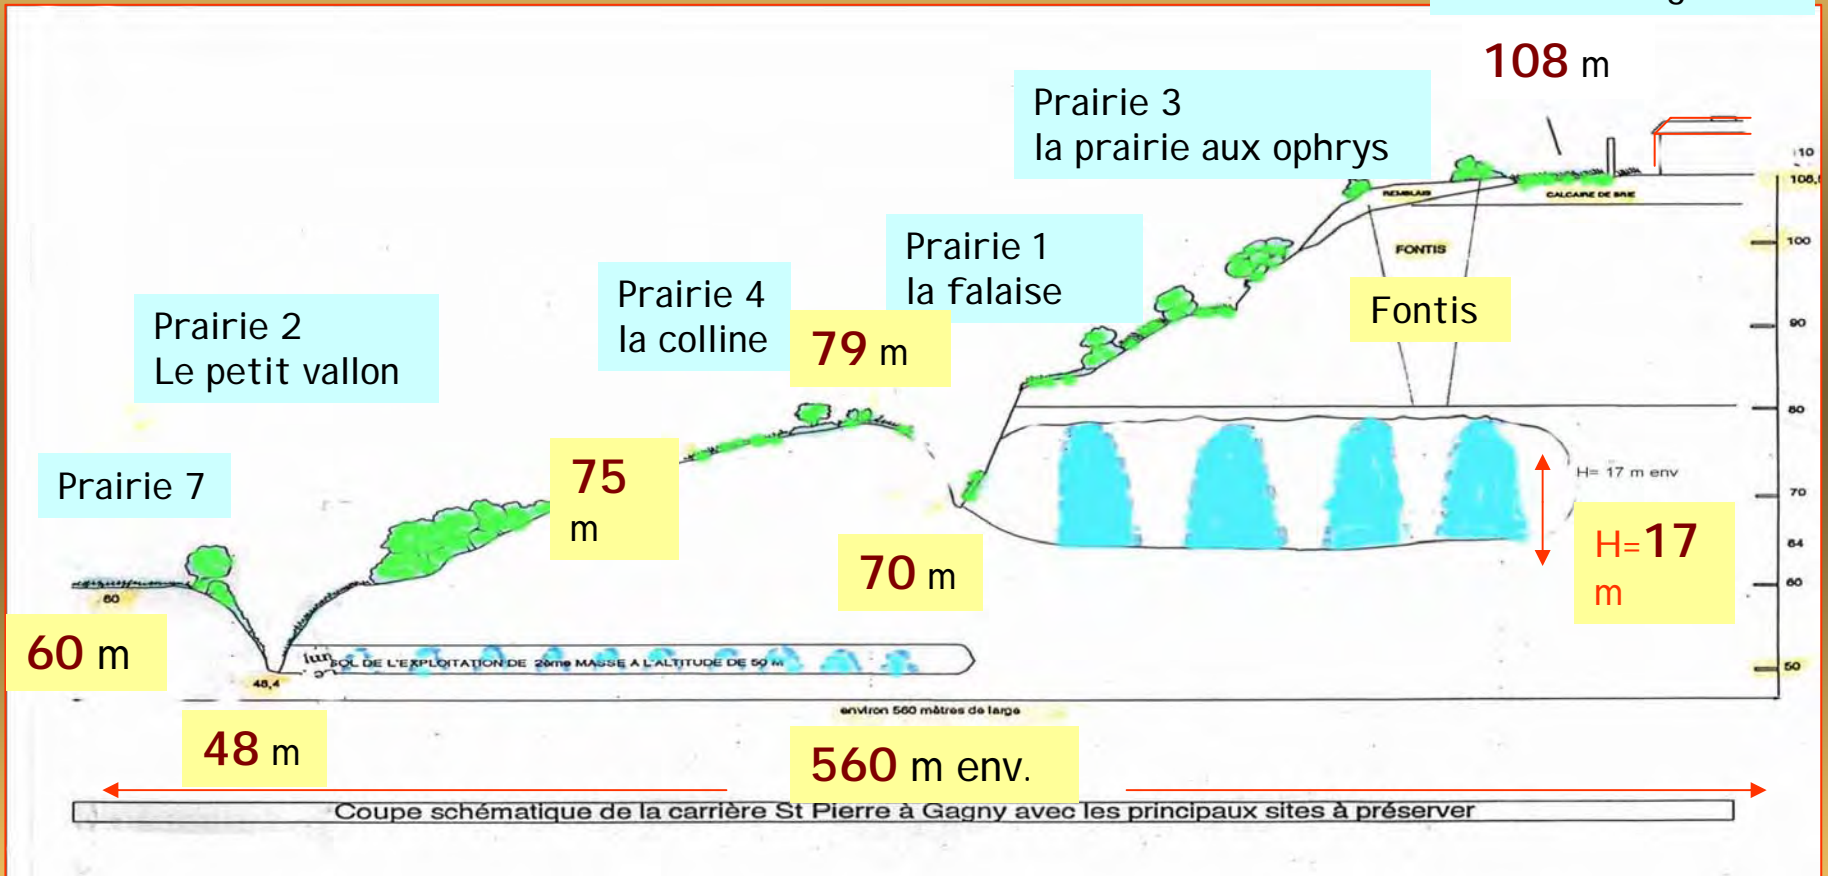 108 m
Prairie 3
la prairie aux ophrys
REMBLAIS
CALCAIRE DE BRIE
Prairie 1
la falaise
FONTIS
Fontis
Prairie 4
la colline
79 m
Prairie 2
Le petit vallon
75
m
Prairie 7
H= 17 m env
H=17
m
70 m
60
60 m
SOL DE L'EXPLOITATION DE 2ème MASSE A L'ALTITUDE DE 50 M
48,4
48 m
environ 560 mètres de large
560 m env.
100
90
80
70
64
60
50
Coupe schématique de la carrière St Pierre à Gagny avec les principaux sites à préserver